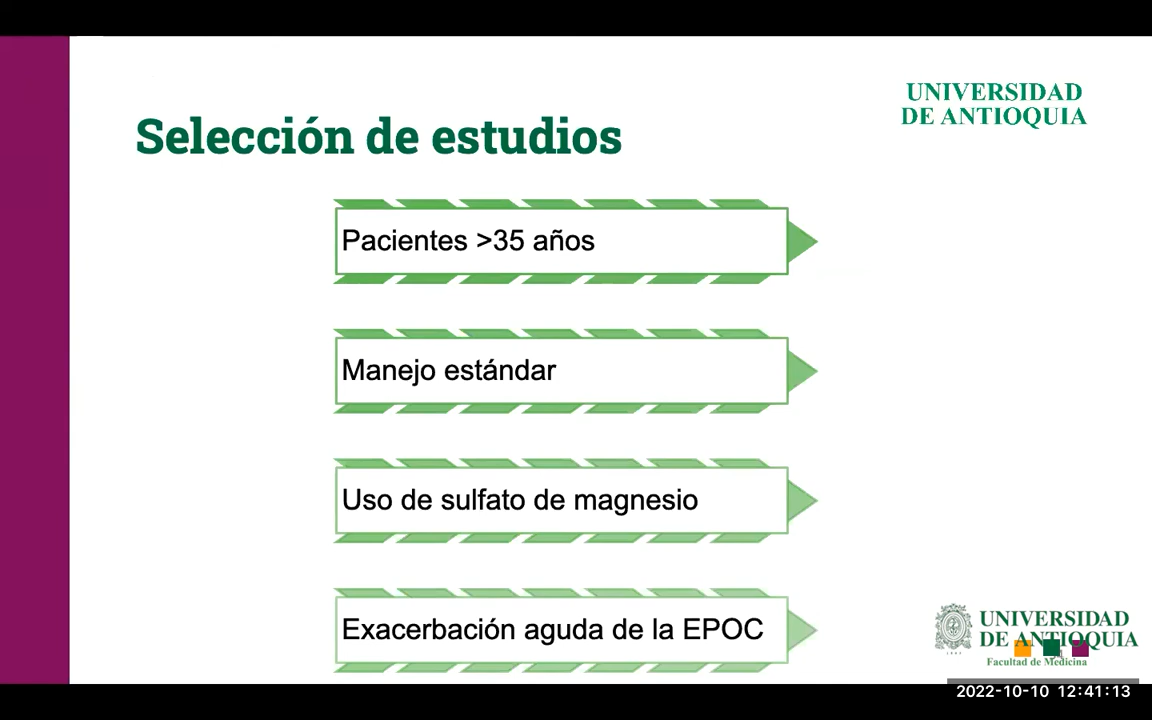 UNIVERSIDAD
DE ANTIOQUIA
Selección de estudios
Pacientes >35 años
Manejo estándar
Uso de sulfato de magnesio
Exacerbación aguda de la EPOC
UNIVERSIDAD
DE ANTIOQUIA
Facultad de Medicina
2022-10-10 12:41:13